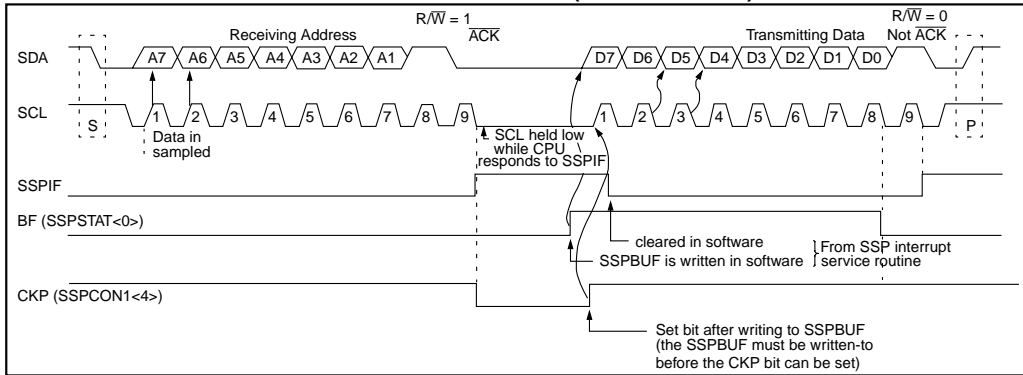 R/W = 1
ACK
R/W = 0
Not ACK
Receiving Address
Transmitting Data
SDA
A7 A6 A5 A4 A3 A2 A1
D7 D6 D5 D4 D3 D2 D1 D0
SCL
S
1 2 3 4 5 6 7 8 9
1 2 3 4 5 6 7 8 9
P
Data in
sampled
SCL held low
while CPU
responds to SSPIF
SSPIF
BF (SSPSTAT<0>)
cleared in software
SSPBUF is written in software
From SSP interrupt
service routine
CKP (SSPCON1<4>)
Set bit after writing to SSPBUF
(the SSPBUF must be written-to
before the CKP bit can be set)